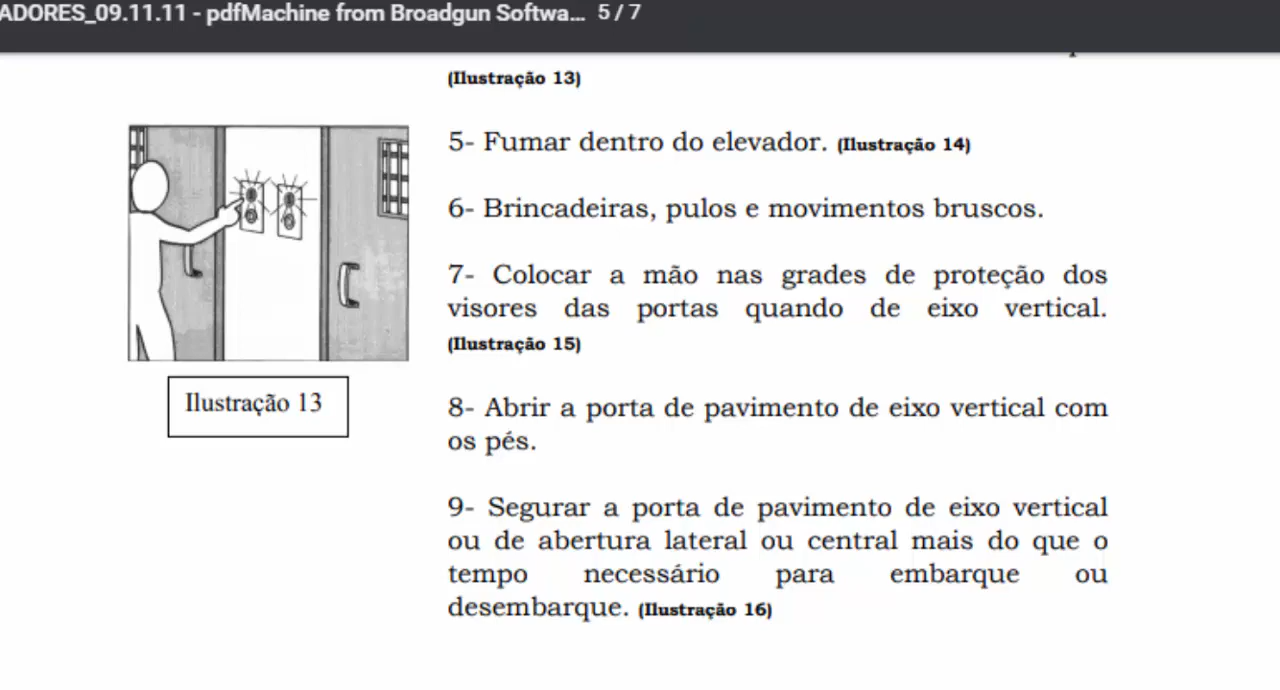 ADORES_09.11.11 - pdfMachine from Broadgun Softwa... 5 / 7
(Ilustração 13)
5- Fumar dentro do elevador. (Ilustração 14)
6- Brincadeiras, pulos e movimentos bruscos.
7- Colocar a mão nas grades de proteção dos
visores das portas quando de eixo vertical.
(Ilustração 15)
Ilustração 13
8- Abrir a porta de pavimento de eixo vertical com
os pés.
9- Segurar a porta de pavimento de eixo vertical
ou de abertura lateral ou central mais do que o
tempo necessário para embarque ou
desembarque. (Ilustração 16)